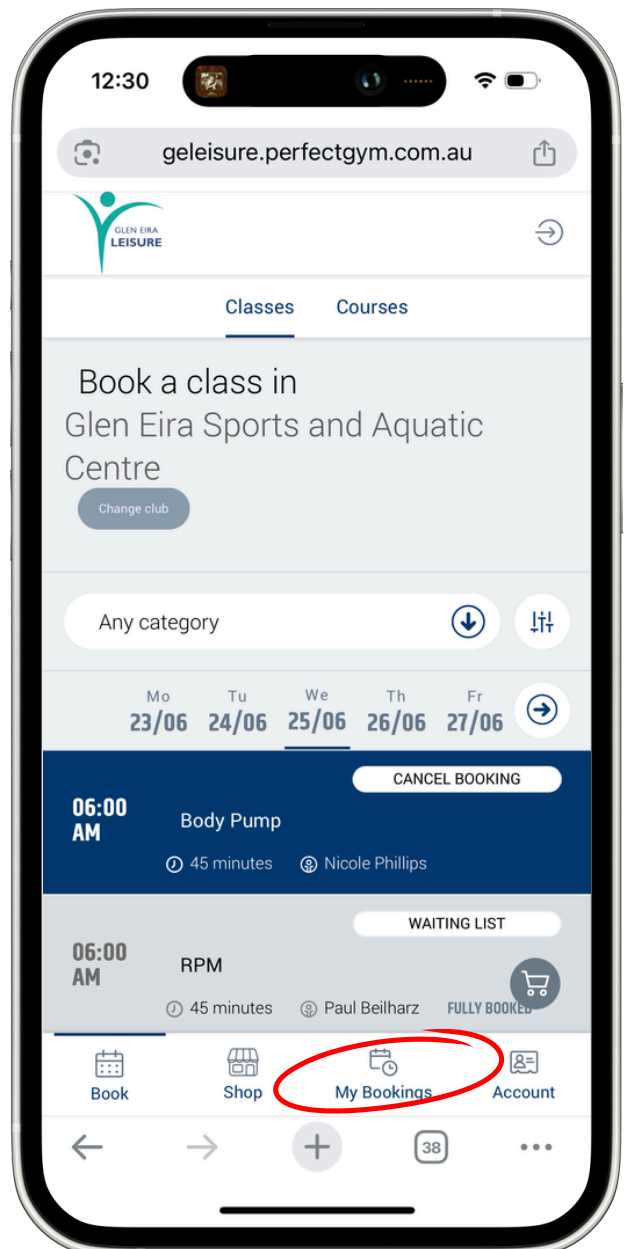 12:30
geleisure.perfectgym.com.au
GLEN EIRA
LEISURE
Classes Courses
Book a class in
Glen Eira Sports and Aquatic
Centre
Change club
Any category
Mo Tu We Th Fr
23/06 24/06 25/06 26/06 27/06
CANCEL BOOKING
06:00
AM
Body Pump
45 minutes Nicole Phillips
WAITING LIST
06:00
AM
RPM
45 minutes Paul Beilharz FULLY BOOKED
Book Shop My Bookings Account
38